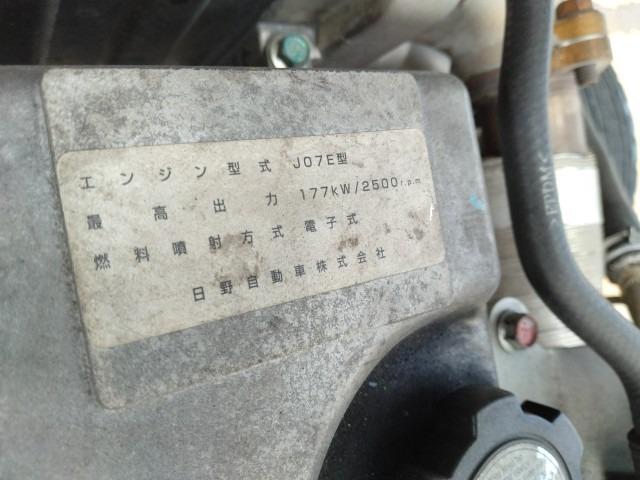 エンジン型式 J07E型
最高出力 177kW/2500r.p.m
燃料噴射方式 電子式
日野自動車株式会社